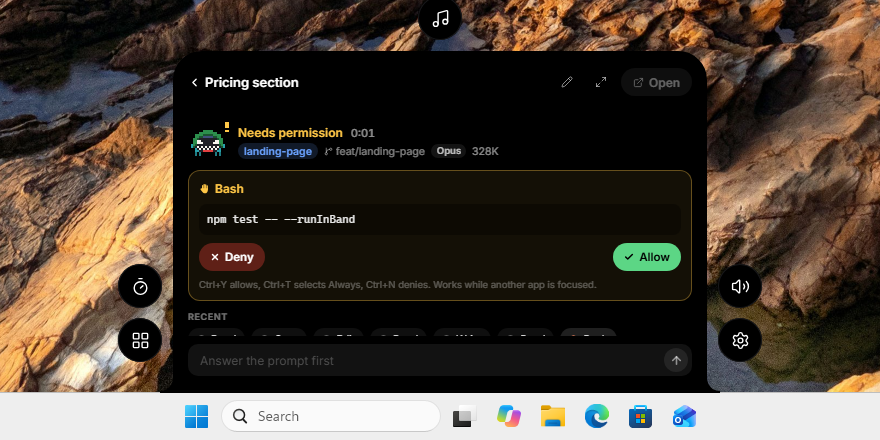 Pricing section
Open
Needs permission 0:01
landing-page feat/landing-page Opus 328K
Bash
npm test -- --runInBand
Deny
Allow
Ctrl+Y allows, Ctrl+T selects Always, Ctrl+N denies. Works while another app is focused.
RECENT
Answer the prompt first
Search